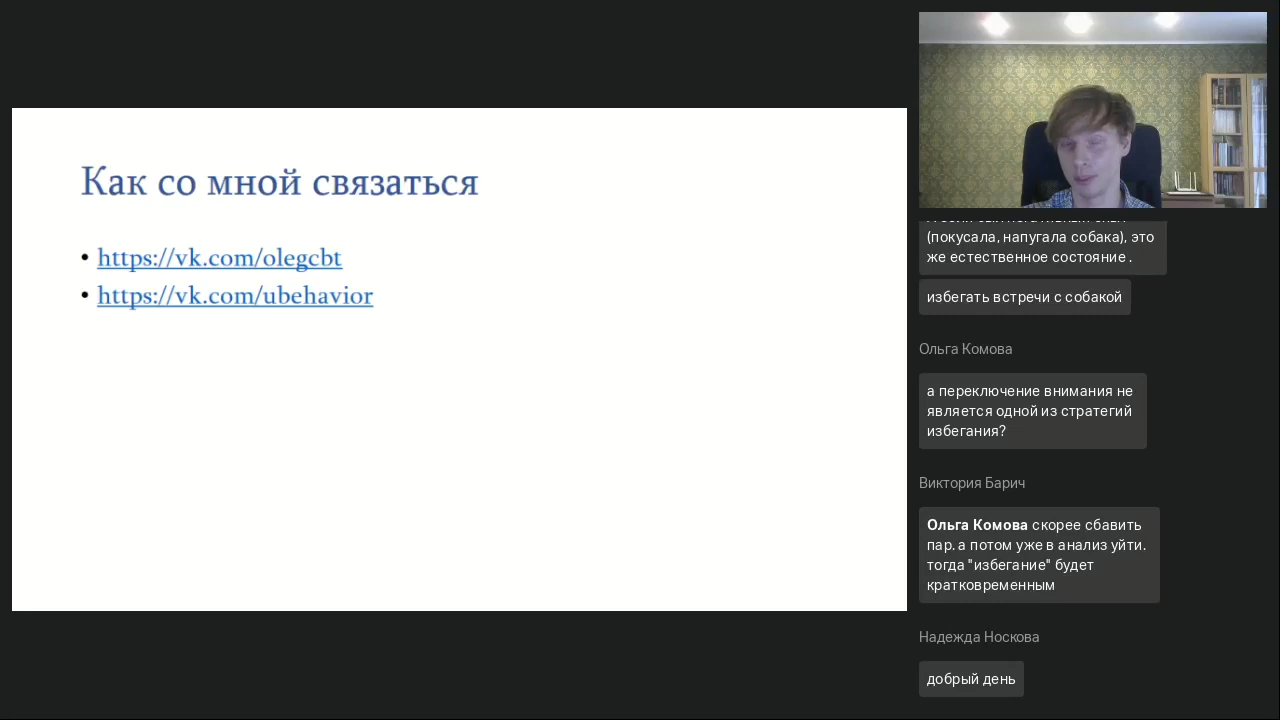 Как со мной связаться
• https://vk.com/olegcbt
• https://vk.com/ubehavior
(покусала, напугала собака), это
же естественное состояние .
избегать встречи с собакой
Ольга Комова
а переключение внимания не
является одной из стратегий
избегания?
Виктория Барич
Ольга Комова скорее сбавить
пар. а потом уже в анализ уйти.
тогда "избегание" будет
кратковременным
Надежда Носкова
добрый день